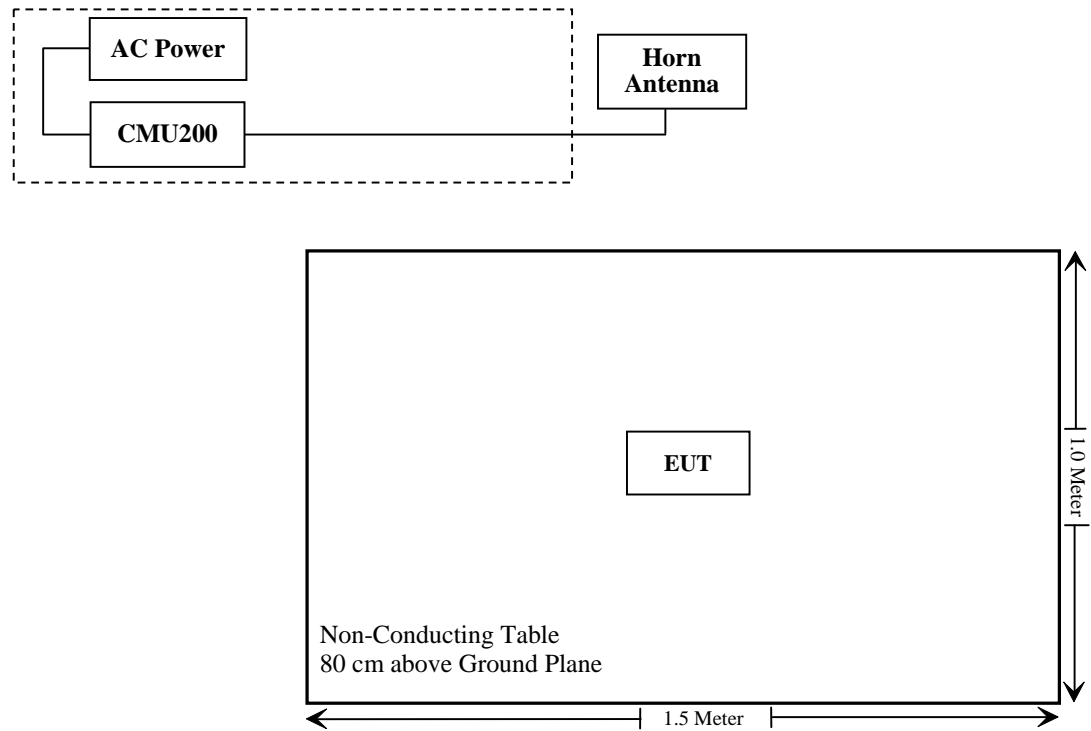 AC Power
Horn
Antenna
CMU200
EUT
1.0 Meter
Non-Conducting Table
80 cm above Ground Plane
1.5 Meter